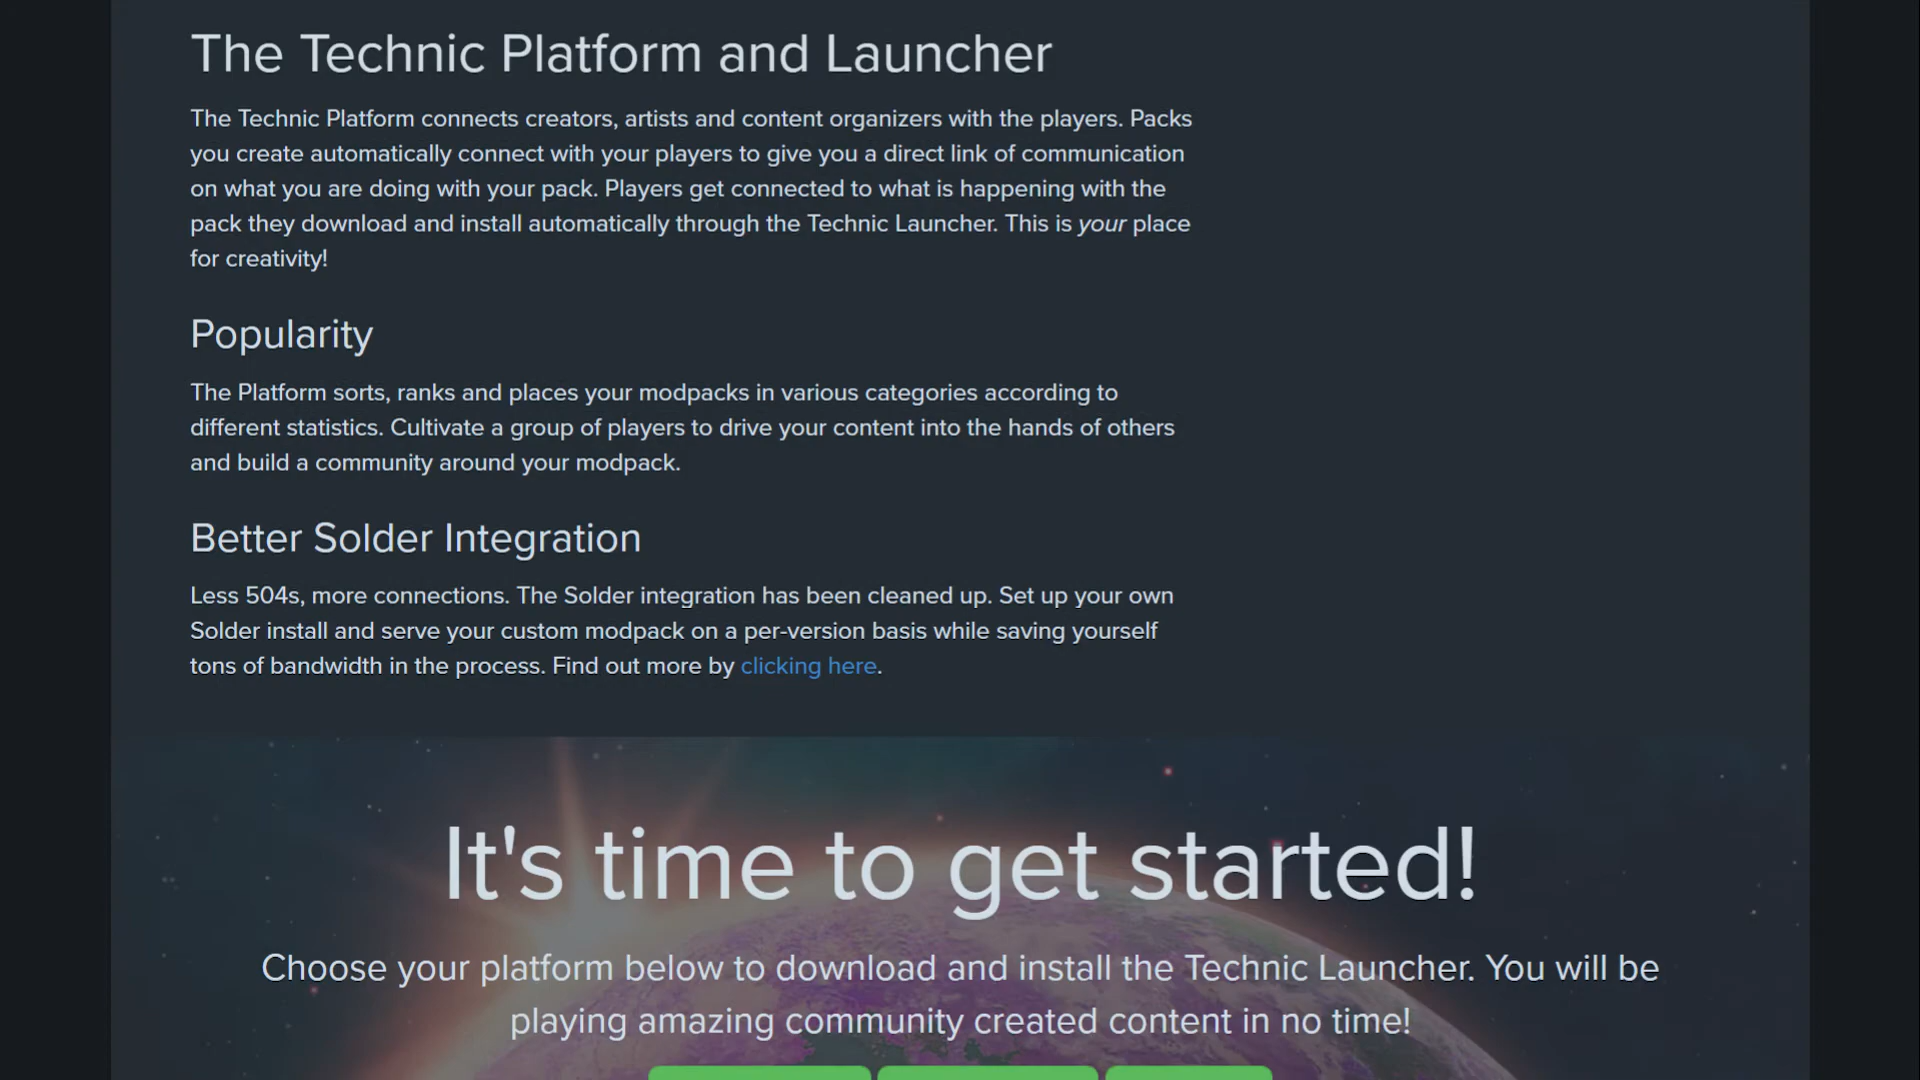 The Technic Platform and Launcher
The Technic Platform connects creators, artists and content organizers with the players. Packs
you create automatically connect with your players to give you a direct link of communication
on what you are doing with your pack. Players get connected to what is happening with the
pack they download and install automatically through the Technic Launcher. This is your place
for creativity!
Popularity
The Platform sorts, ranks and places your modpacks in various categories according to
different statistics. Cultivate a group of players to drive your content into the hands of others
and build a community around your modpack.
Better Solder Integration
Less 504s, more connections. The Solder integration has been cleaned up. Set up your own
Solder install and serve your custom modpack on a per-version basis while saving yourself
tons of bandwidth in the process. Find out more by clicking here.
It's time to get started!
Choose your platform below to download and install the Technic Launcher. You will be
playing amazing community created content in no time!